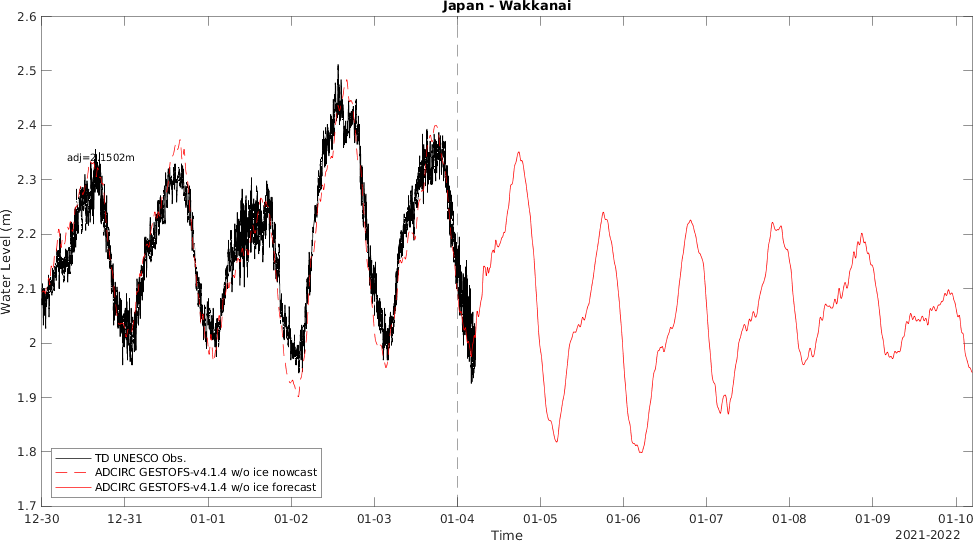 Japan - Wakkanai
2.6
2.5
2.4
2.3
2.2
2.1
2
1.9
1.8
1.7
Water Level (m)
adj=2.1502m
TD UNESCO Obs.
ADCIRC GESTOFS-v4.1.4 w/o ice nowcast
ADCIRC GESTOFS-v4.1.4 w/o ice forecast
12-30 12-31 01-01 01-02 01-03 01-04 01-05 01-06 01-07 01-08 01-09 01-10
Time
2021-2022